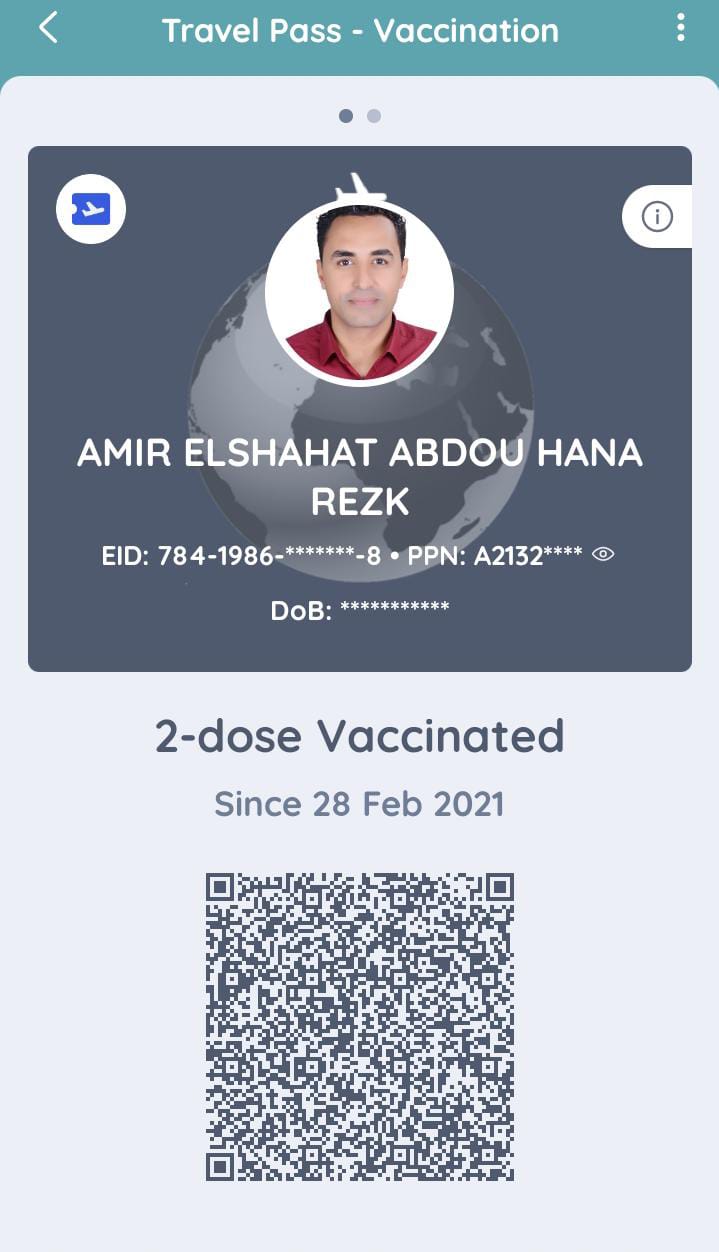 Travel Pass - Vaccination
AMIR ELSHAHAT ABDOU HANA
REZK
EID: 784-1986-*******-8 • PPN: A2132****
DoB: ***********
2-dose Vaccinated
Since 28 Feb 2021